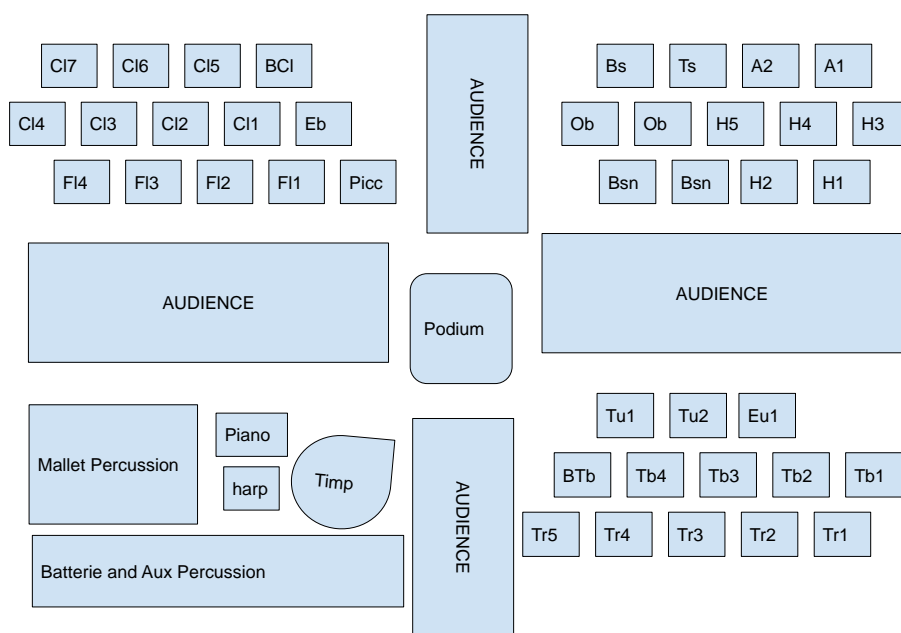 Cl7 Cl6 Cl5 BCl
Cl4 Cl3 Cl2 Cl1 Eb
Fl4 Fl3 Fl2 Fl1 Picc
AUDIENCE
Bs Ts A2 A1
Ob Ob H5 H4 H3
Bsn Bsn H2 H1
AUDIENCE
Podium
AUDIENCE
Mallet Percussion
Piano
harp
Timp
Batterie and Aux Percussion
AUDIENCE
Tu1 Tu2 Eu1
BTb Tb4 Tb3 Tb2 Tb1
Tr5 Tr4 Tr3 Tr2 Tr1